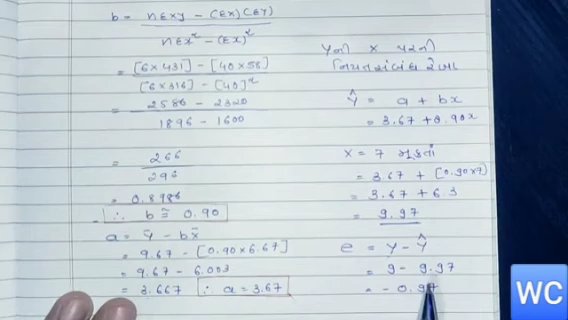 b = nΣxy - (Σx)(Σy)
nΣx² - (Σx)²
= [6×431] - [40×58]
[6×316] - [40]²
= 2586 - 2320
1896 - 1600
= 266
296
= 0.8986
∴ b ≅ 0.90
a = ȳ - bx̄
= 9.67 - [0.90×6.67]
= 9.67 - 6.003
= 3.667 ∴ a = 3.67
યની x પરની
નિયતસંબંધ રેખા
ŷ = a + bx
= 3.67 + 0.90x
x = 7 મૂકતાં
= 3.67 + [0.90×7]
= 3.67 + 6.3
= 9.97
e = y - ŷ
= 9 - 9.97
= - 0.97
WC